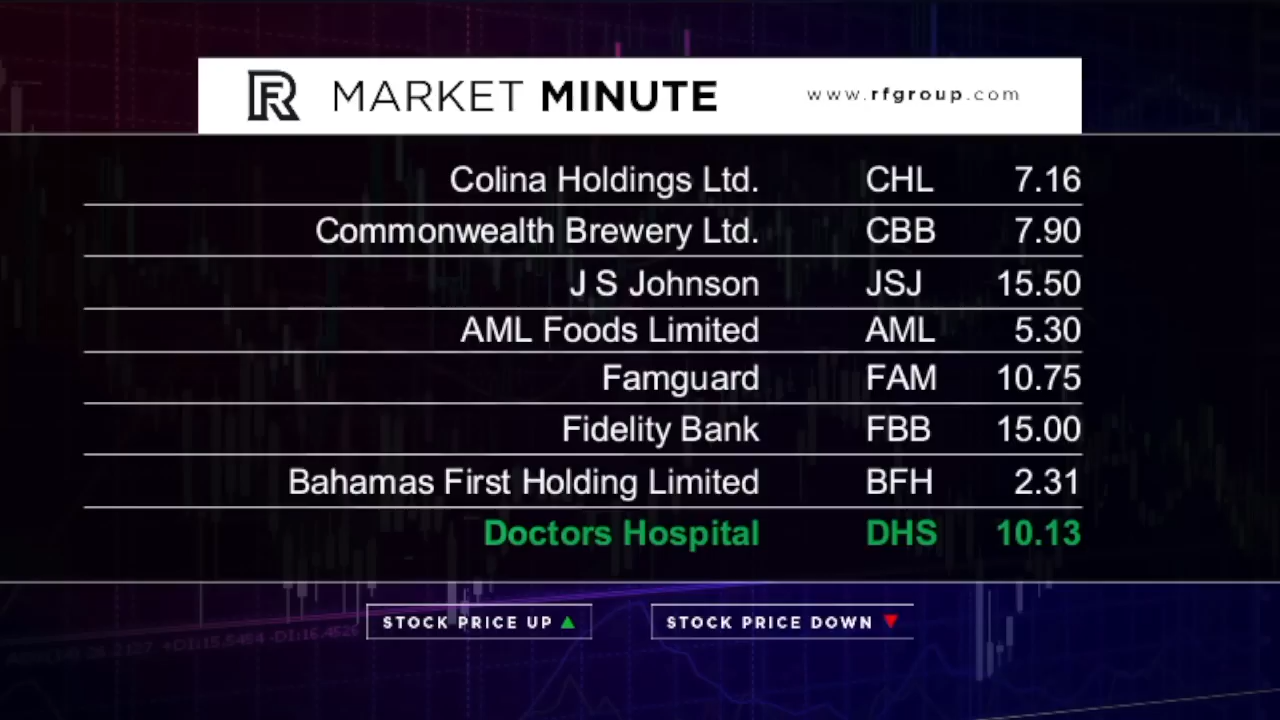 R MARKET MINUTE www.rfgroup.com
Colina Holdings Ltd. CHL 7.16
Commonwealth Brewery Ltd. CBB 7.90
J S Johnson JSJ 15.50
AML Foods Limited AML 5.30
Famguard FAM 10.75
Fidelity Bank FBB 15.00
Bahamas First Holding Limited BFH 2.31
Doctors Hospital DHS 10.13
STOCK PRICE UP ▲ STOCK PRICE DOWN ▼